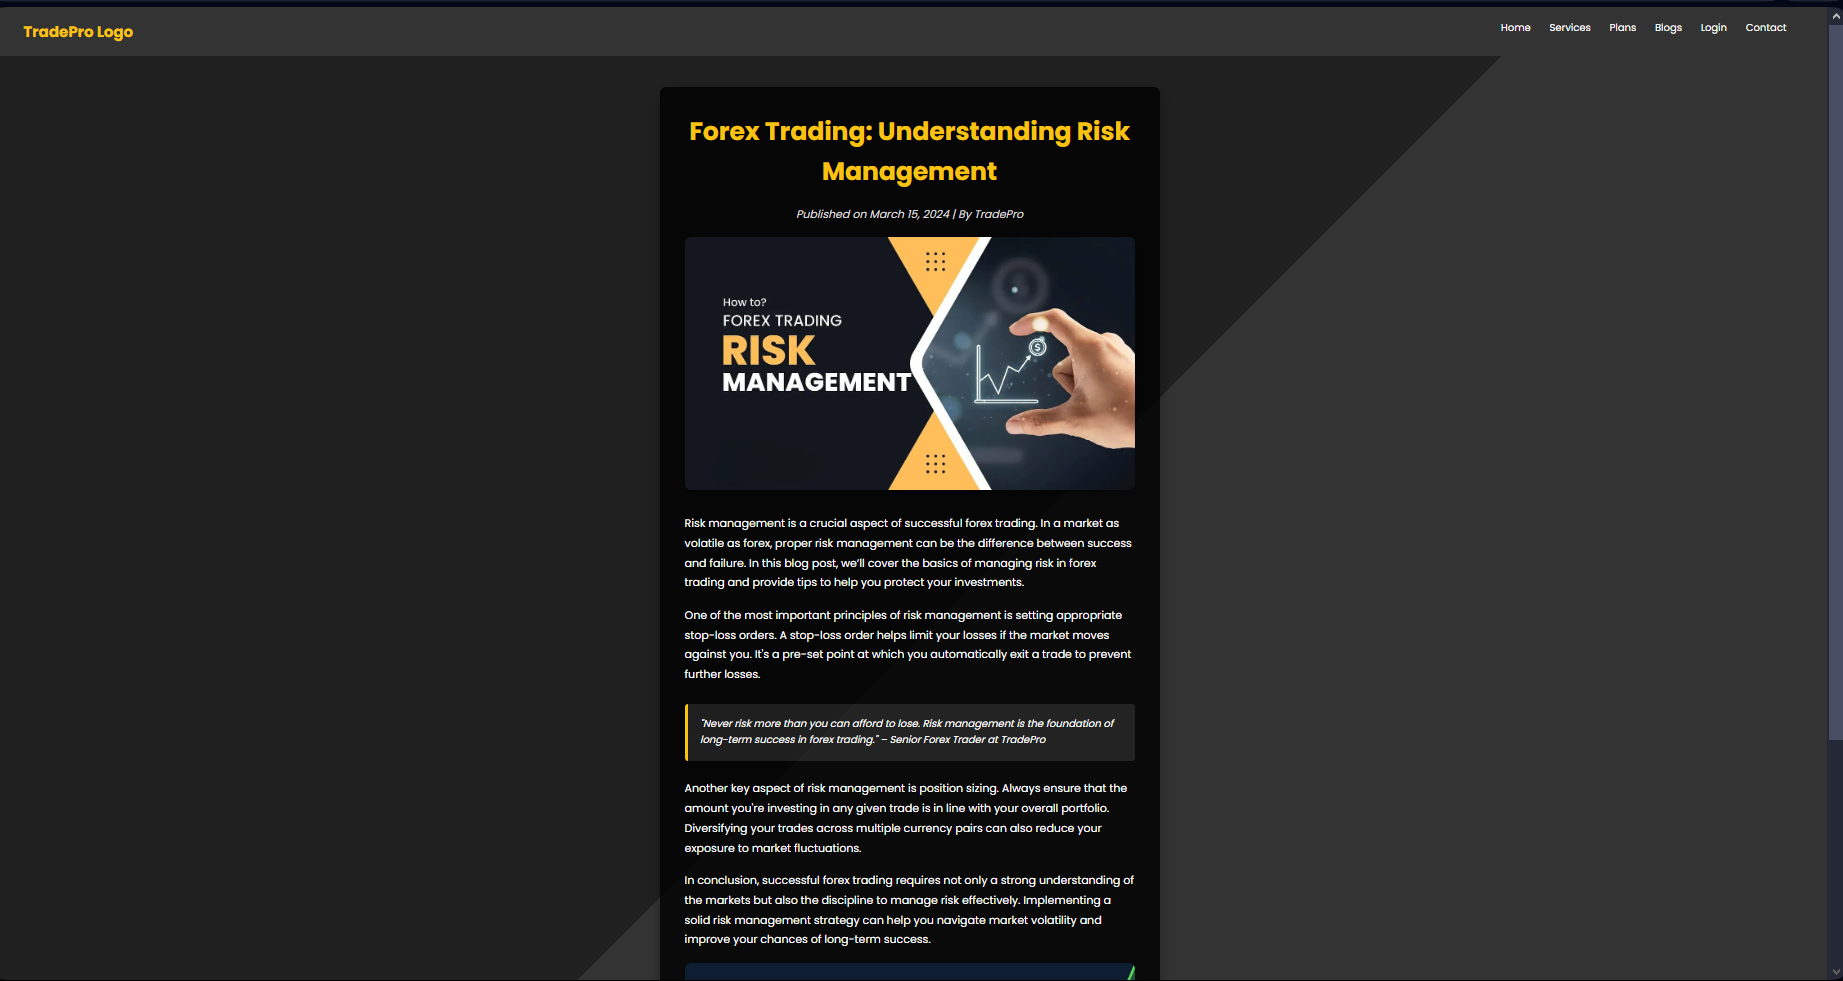 TradePro Logo
Home Services Plans Blogs Login Contact
Forex Trading: Understanding Risk
Management
Published on March 15, 2024 | By TradePro
How to?
FOREX TRADING
RISK
MANAGEMENT
$
Risk management is a crucial aspect of successful forex trading. In a market as
volatile as forex, proper risk management can be the difference between success
and failure. In this blog post, we'll cover the basics of managing risk in forex
trading and provide tips to help you protect your investments.
One of the most important principles of risk management is setting appropriate
stop-loss orders. A stop-loss order helps limit your losses if the market moves
against you. It's a pre-set point at which you automatically exit a trade to prevent
further losses.
"Never risk more than you can afford to lose. Risk management is the foundation of
long-term success in forex trading." – Senior Forex Trader at TradePro
Another key aspect of risk management is position sizing. Always ensure that the
amount you're investing in any given trade is in line with your overall portfolio.
Diversifying your trades across multiple currency pairs can also reduce your
exposure to market fluctuations.
In conclusion, successful forex trading requires not only a strong understanding of
the markets but also the discipline to manage risk effectively. Implementing a
solid risk management strategy can help you navigate market volatility and
improve your chances of long-term success.